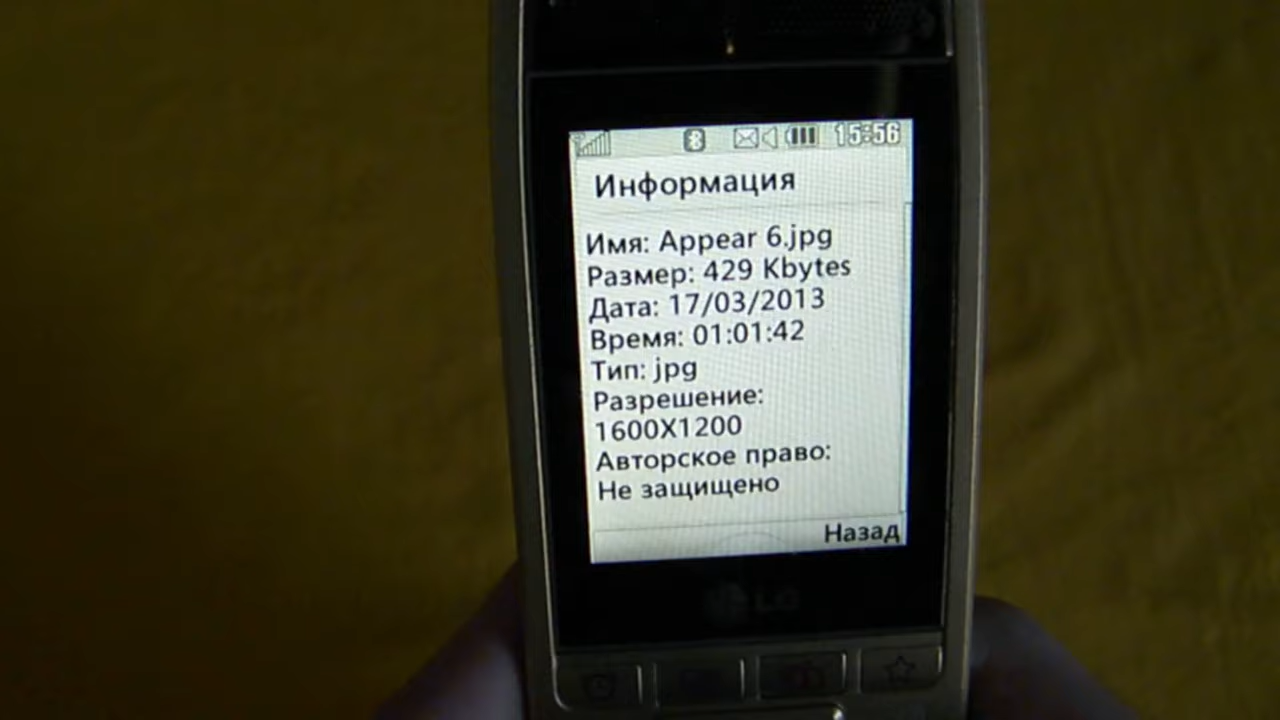 15:56
Информация
Имя: Appear 6.jpg
Размер: 429 Kbytes
Дата: 17/03/2013
Время: 01:01:42
Тип: jpg
Разрешение:
1600X1200
Авторское право:
Не защищено
Назад
LG